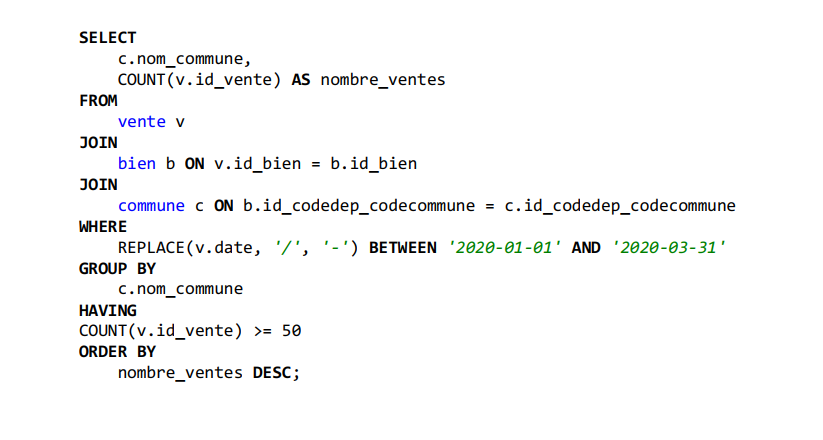 SELECT
c.nom_commune,
COUNT(v.id_vente) AS nombre_ventes
FROM
vente v
JOIN
bien b ON v.id_bien = b.id_bien
JOIN
commune c ON b.id_codedep_codecommune = c.id_codedep_codecommune
WHERE
REPLACE(v.date, '/', '-') BETWEEN '2020-01-01' AND '2020-03-31'
GROUP BY
c.nom_commune
HAVING
COUNT(v.id_vente) >= 50
ORDER BY
nombre_ventes DESC;